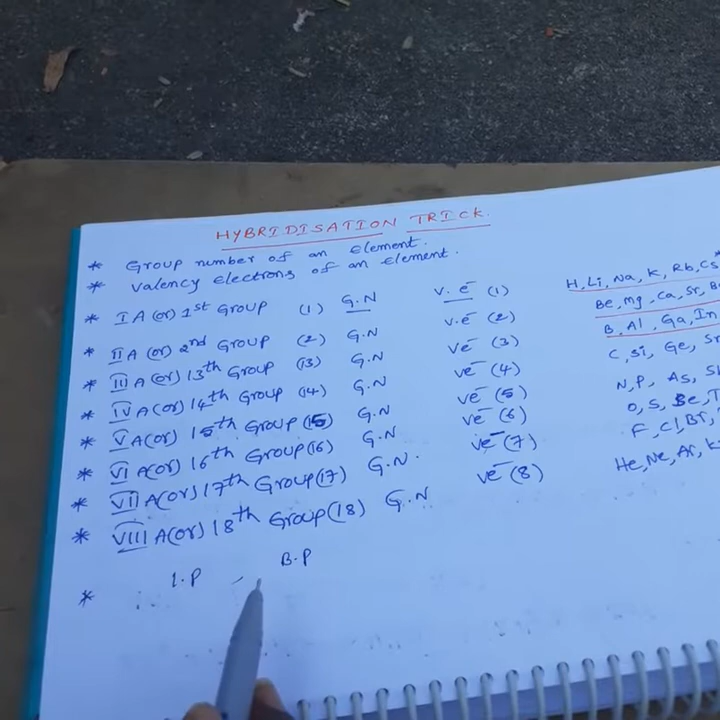 HYBRIDISATION TRICK.
* Group number of an element.
* Valency electrons of an element.
* IA (or) 1st Group (1) G.N V.e⁻ (1) H, Li, Na, K, Rb, Cs
* IIA (or) 2nd Group (2) G.N V.e⁻ (2) Be, Mg, Ca, Sr, B
* IIIA (or) 13th Group (13) G.N Ve⁻ (3) B, Al, Ga, In
* IVA (or) 14th Group (14) G.N Ve⁻ (4) C, Si, Ge, Sn
* VA(or) 15th Group (15) G.N Ve⁻ (5) N, P, As, Sb
* VIA(or) 16th Group(16) G.N Ve⁻ (6) O, S, Se, T
* VIIA(or) 17th Group(17) G.N. Ve⁻ (7) F, Cl, Br,
* VIIIA(or) 18th Group(18) G.N Ve⁻ (8) He, Ne, Ar, K
* l.P - B.P